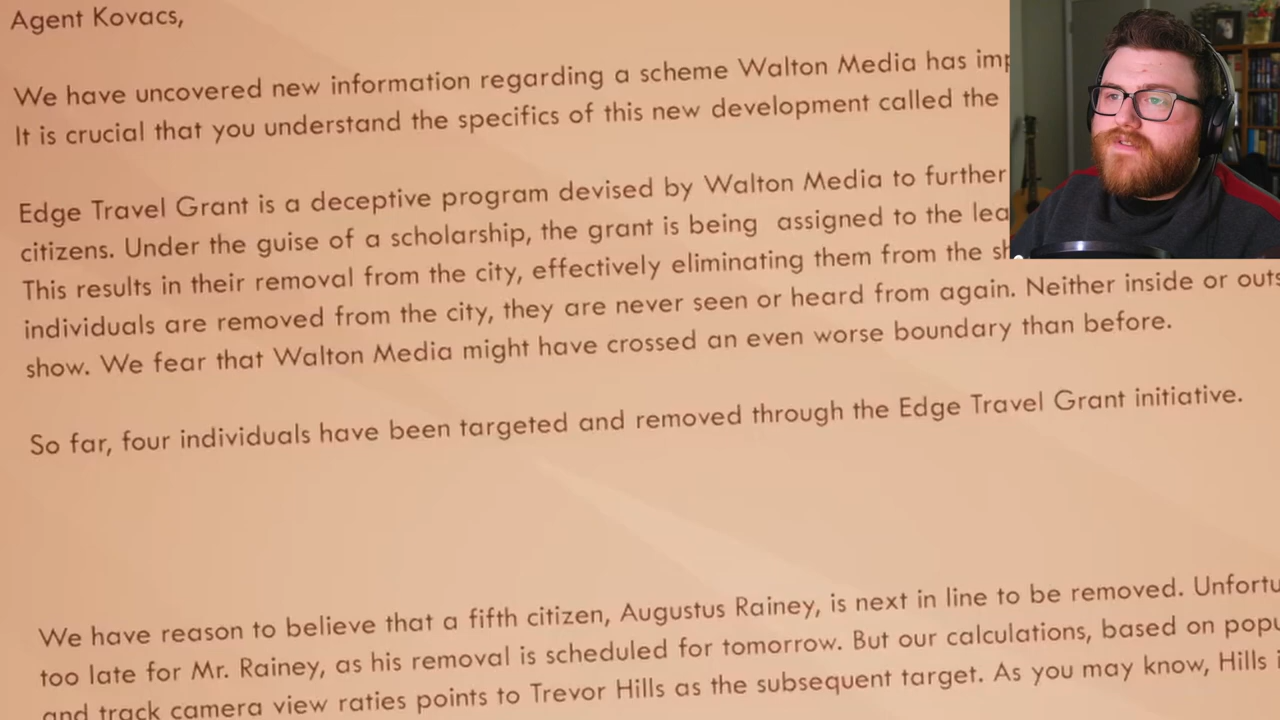 Agent Kovacs,
We have uncovered new information regarding a scheme Walton Media has
It is crucial that you understand the specifics of this new development called the
Edge Travel Grant is a deceptive program devised by Walton Media to further
citizens. Under the guise of a scholarship, the grant is being assigned to the
This results in their removal from the city, effectively eliminating them from the
individuals are removed from the city, they are never seen or heard from again. Neither inside or
show. We fear that Walton Media might have crossed an even worse boundary than before.
So far, four individuals have been targeted and removed through the Edge Travel Grant initiative.
We have reason to believe that a fifth citizen, Augustus Rainey, is next in line to be removed.
too late for Mr. Rainey, as his removal is scheduled for tomorrow. But our calculations, based on
and track camera view raties points to Trevor Hills as the subsequent target. As you may know, Hills